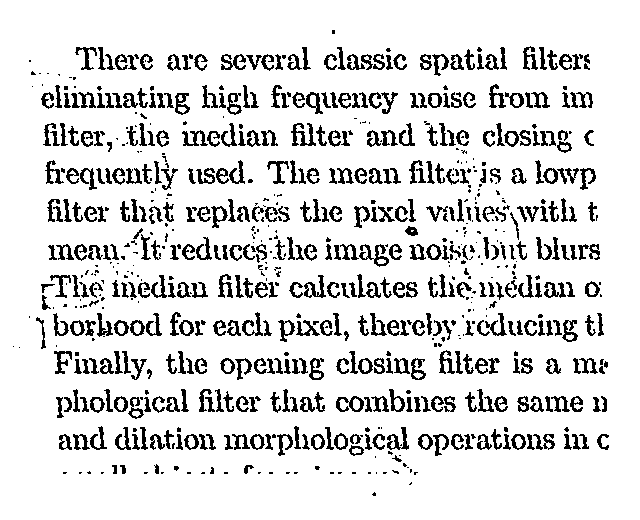 There are several classic spatial filters
eliminating high frequency noise from im
filter, the median filter and the closing c
frequently used. The mean filter is a lowp
filter that replaces the pixel values with t
mean. It reduces the image noise but blurs
The median filter calculates the median o
borhood for each pixel, thereby reducing tl
Finally, the opening closing filter is a ma
phological filter that combines the same n
and dilation morphological operations in c